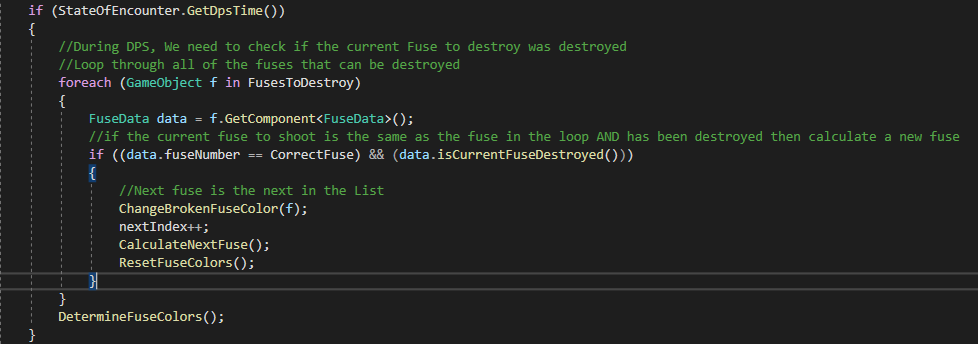 if (StateOfEncounter.GetDpsTime())
{
//During DPS, We need to check if the current Fuse to destroy was destroyed
//Loop through all of the fuses that can be destroyed
foreach (GameObject f in FusesToDestroy)
{
FuseData data = f.GetComponent<FuseData>();
//if the current fuse to shoot is the same as the fuse in the loop AND has been destroyed then calculate a new fuse
if ((data.fuseNumber == CorrectFuse) && (data.isCurrentFuseDestroyed()))
{
//Next fuse is the next in the List
ChangeBrokenFuseColor(f);
nextIndex++;
CalculateNextFuse();
ResetFuseColors();
}
}
DetermineFuseColors();
}